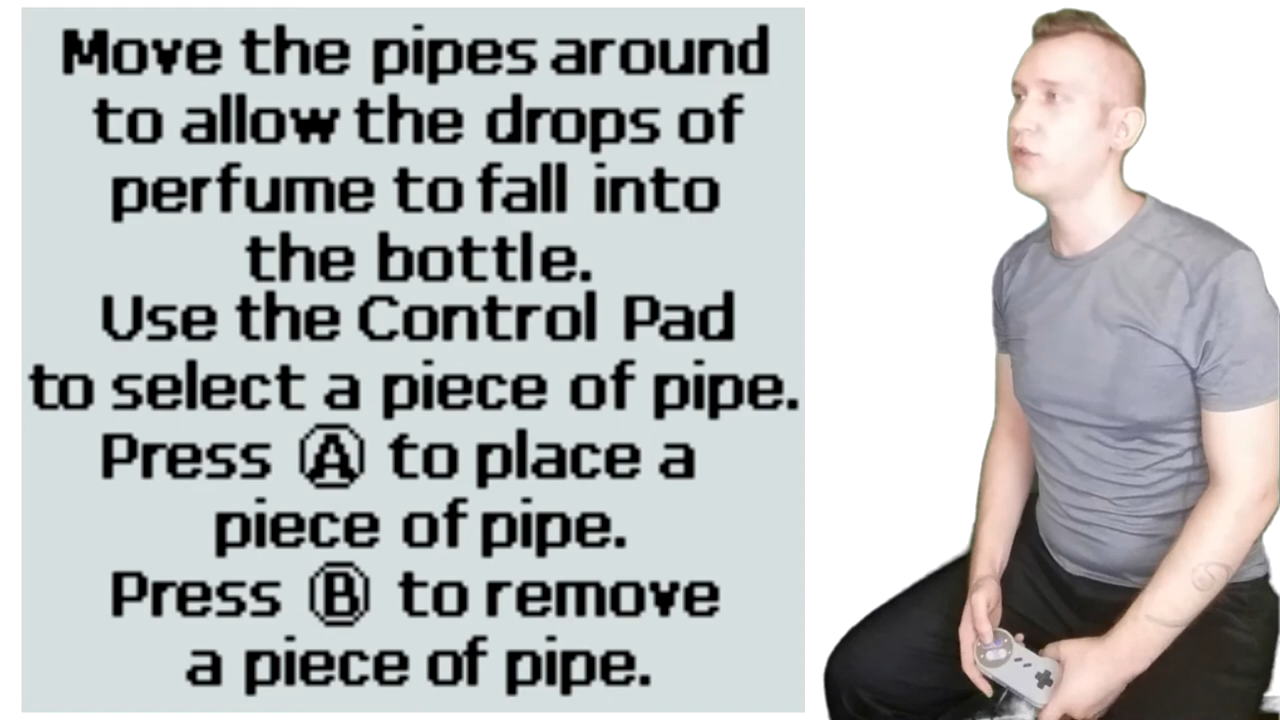 Move the pipes around
to allow the drops of
perfume to fall into
the bottle.
Use the Control Pad
to select a piece of pipe.
Press Ⓐ to place a
piece of pipe.
Press Ⓑ to remove
a piece of pipe.